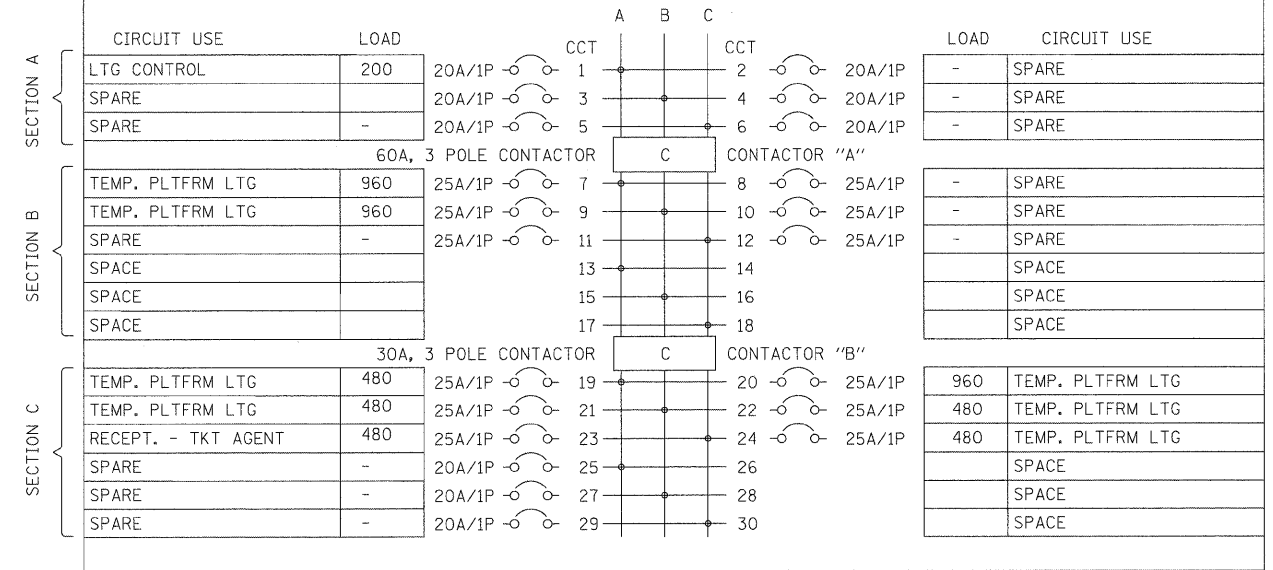 A B C
CIRCUIT USE LOAD CCT CCT LOAD CIRCUIT USE
SECTION A
LTG CONTROL 200 20A/1P 1 2 20A/1P - SPARE
SPARE 20A/1P 3 4 20A/1P - SPARE
SPARE - 20A/1P 5 6 20A/1P - SPARE
60A, 3 POLE CONTACTOR C CONTACTOR "A"
SECTION B
TEMP. PLTFRM LTG 960 25A/1P 7 8 25A/1P - SPARE
TEMP. PLTFRM LTG 960 25A/1P 9 10 25A/1P - SPARE
SPARE - 25A/1P 11 12 25A/1P - SPARE
SPACE 13 14 SPACE
SPACE 15 16 SPACE
SPACE 17 18 SPACE
30A, 3 POLE CONTACTOR C CONTACTOR "B"
SECTION C
TEMP. PLTFRM LTG 480 25A/1P 19 20 25A/1P 960 TEMP. PLTFRM LTG
TEMP. PLTFRM LTG 480 25A/1P 21 22 25A/1P 480 TEMP. PLTFRM LTG
RECEPT. - TKT AGENT 480 25A/1P 23 24 25A/1P 480 TEMP. PLTFRM LTG
SPARE - 20A/1P 25 26 SPACE
SPARE - 20A/1P 27 28 SPACE
SPARE - 20A/1P 29 30 SPACE